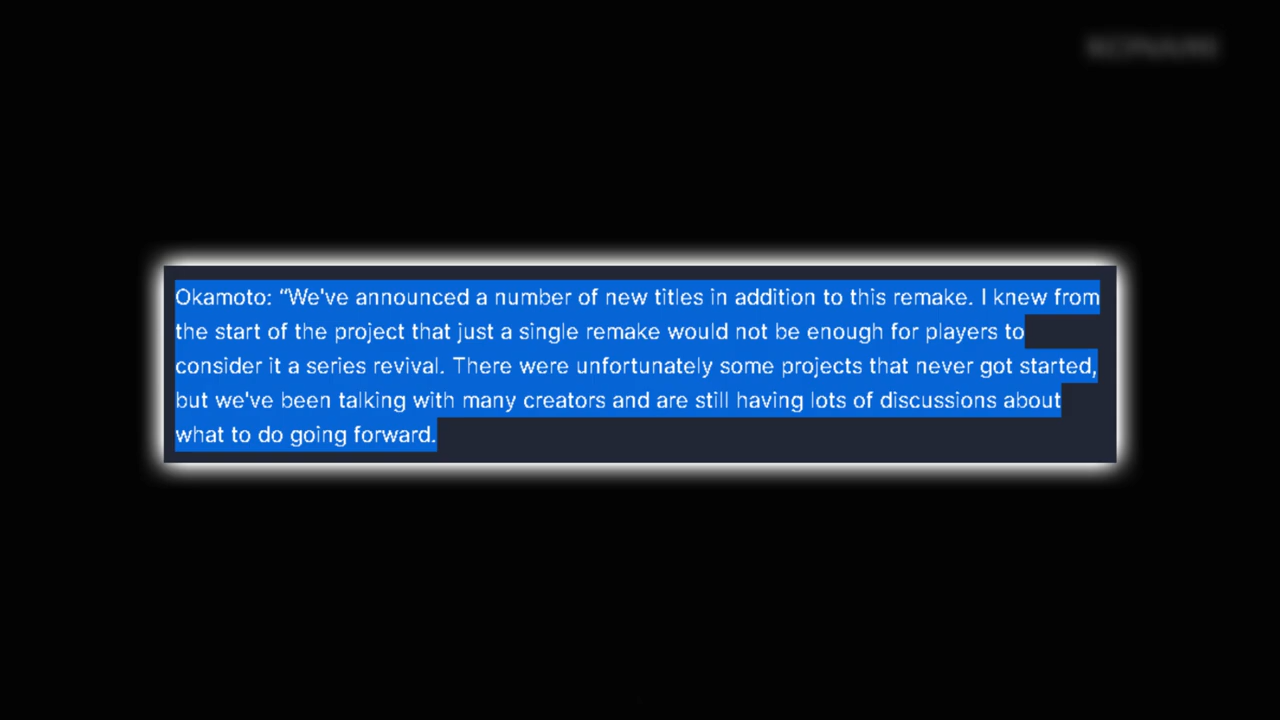 KONAMI
Okamoto: “We've announced a number of new titles in addition to this remake. I knew from
the start of the project that just a single remake would not be enough for players to
consider it a series revival. There were unfortunately some projects that never got started,
but we've been talking with many creators and are still having lots of discussions about
what to do going forward.